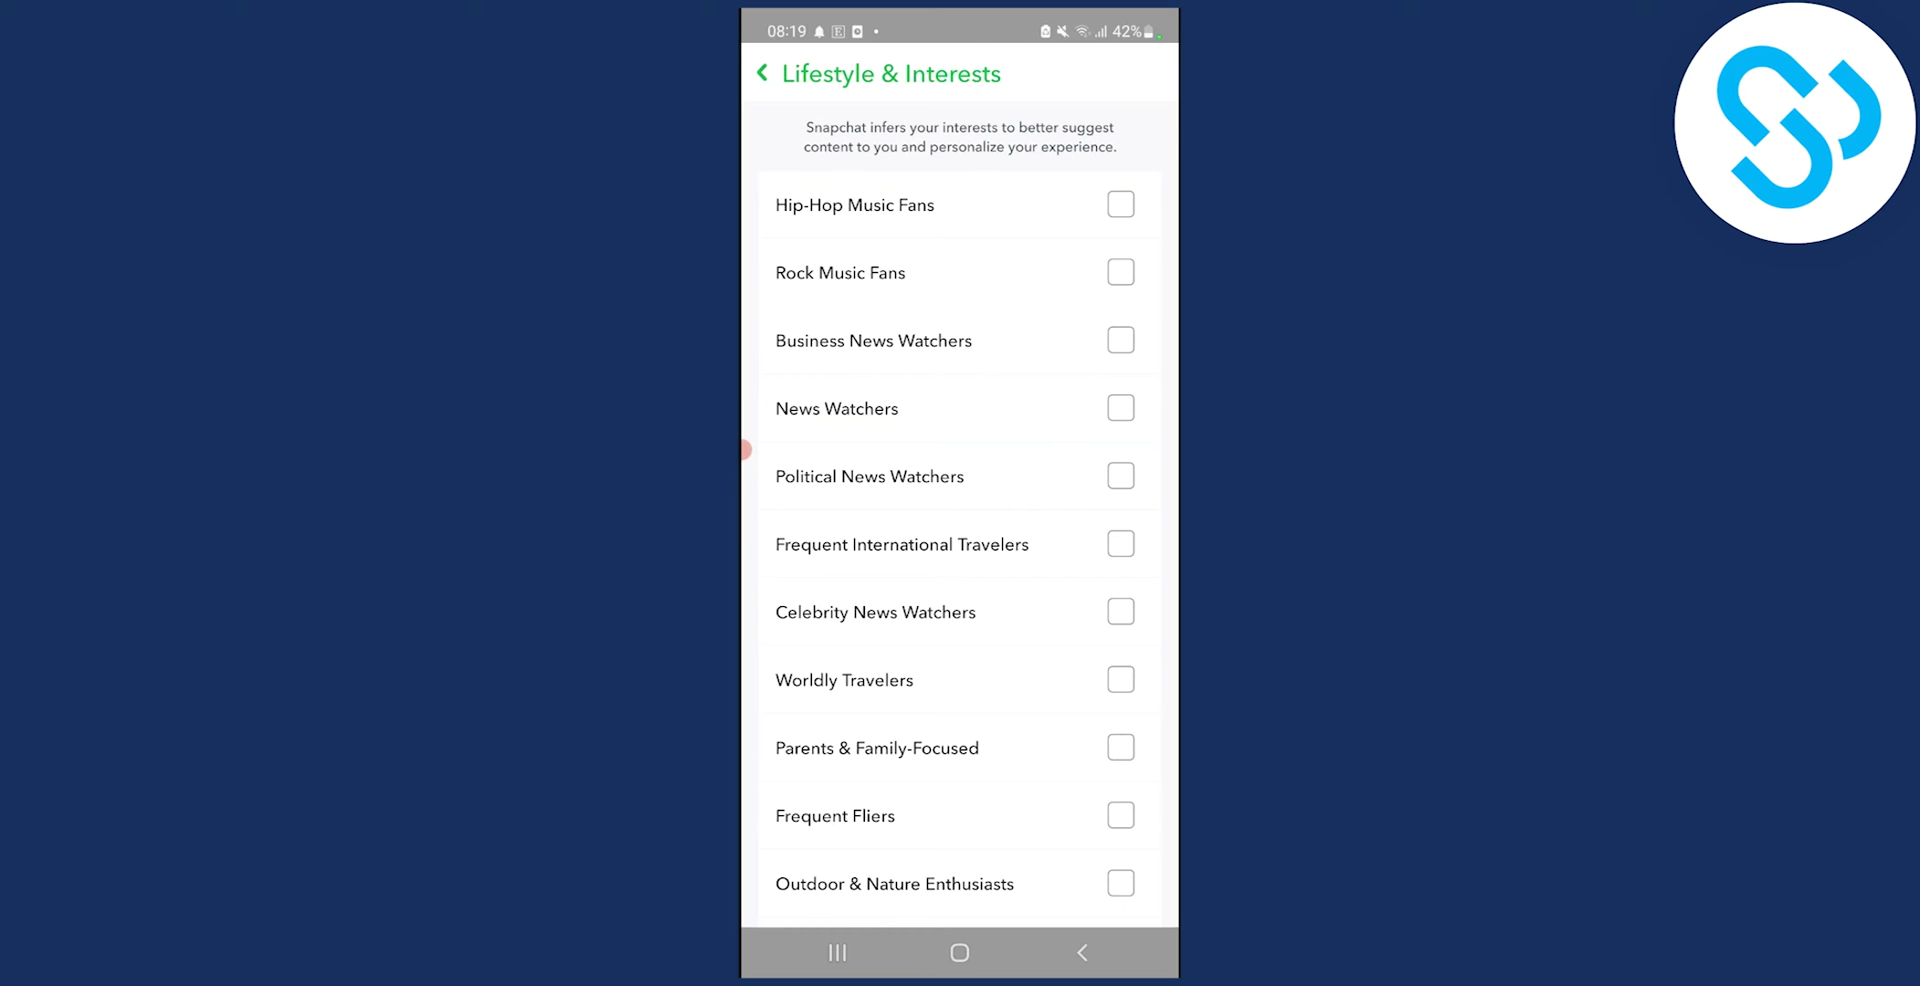 08:19
42%
Lifestyle & Interests
Snapchat infers your interests to better suggest
content to you and personalize your experience.
Hip-Hop Music Fans
Rock Music Fans
Business News Watchers
News Watchers
Political News Watchers
Frequent International Travelers
Celebrity News Watchers
Worldly Travelers
Parents & Family-Focused
Frequent Fliers
Outdoor & Nature Enthusiasts